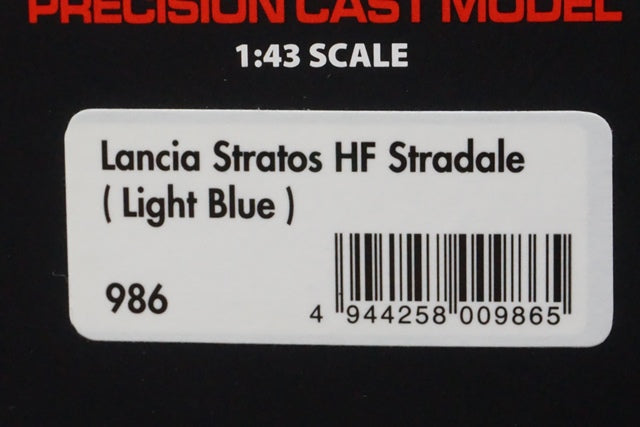 PRECISION CAST MODEL
1:43 SCALE
Lancia Stratos HF Stradale
( Light Blue )
986
4 944258 009865